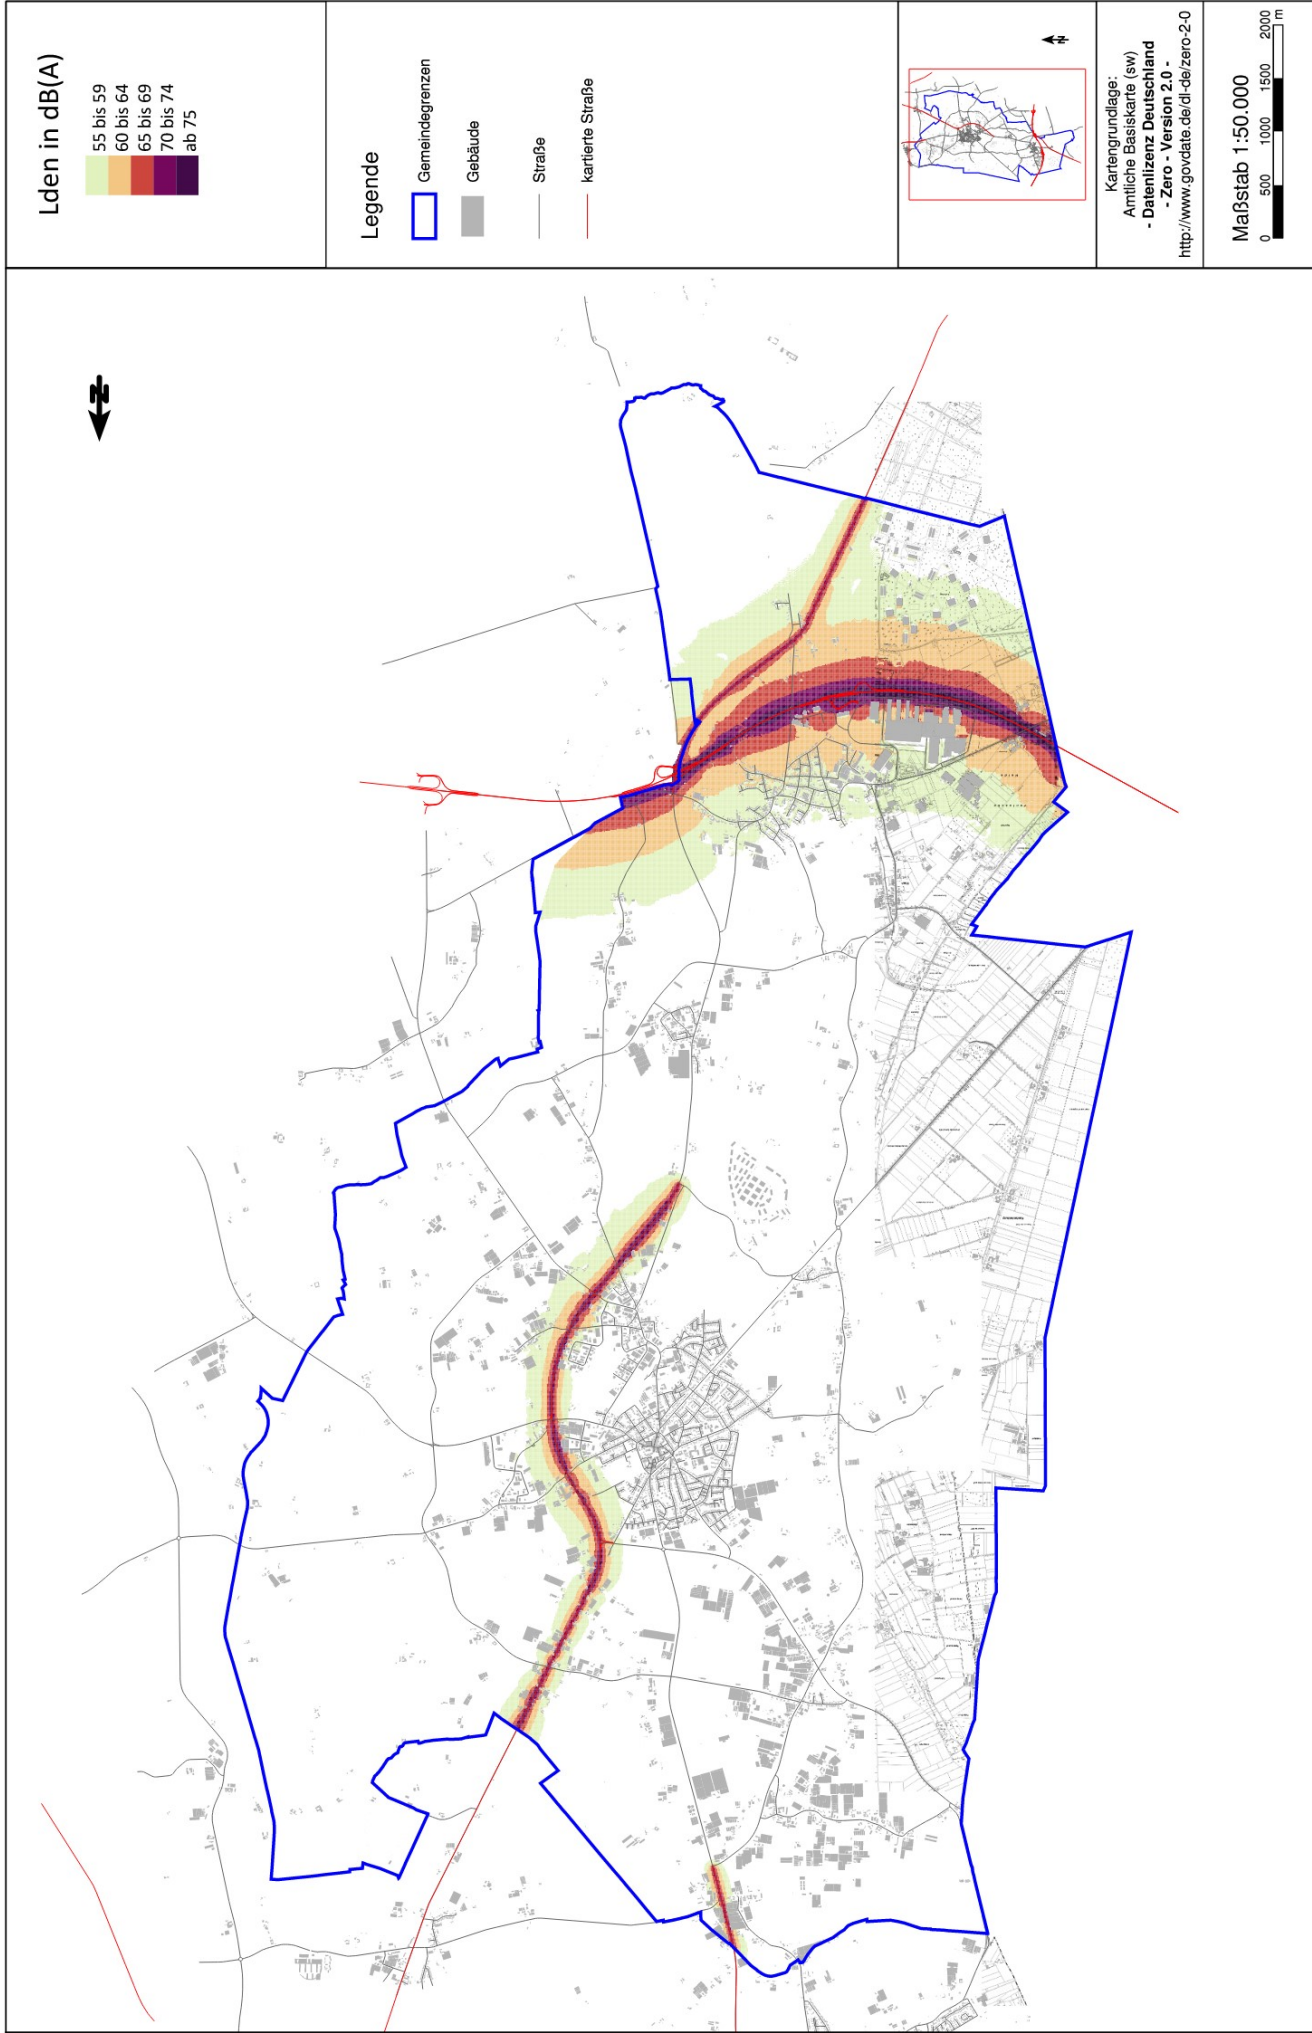 Lden in dB(A)
55 bis 59
60 bis 64
65 bis 69
70 bis 74
ab 75
Legende
Gemeindegrenzen
Gebäude
Straße
kartierte Straße
N
N
Kartengrundlage:
Amtliche Basiskarte (sw)
- Datenlizenz Deutschland
- Zero - Version 2.0 -
http://www.govdate.de/dl-de/zero-2-0
Maßstab 1:50.000
0 500 1000 1500 2000
m